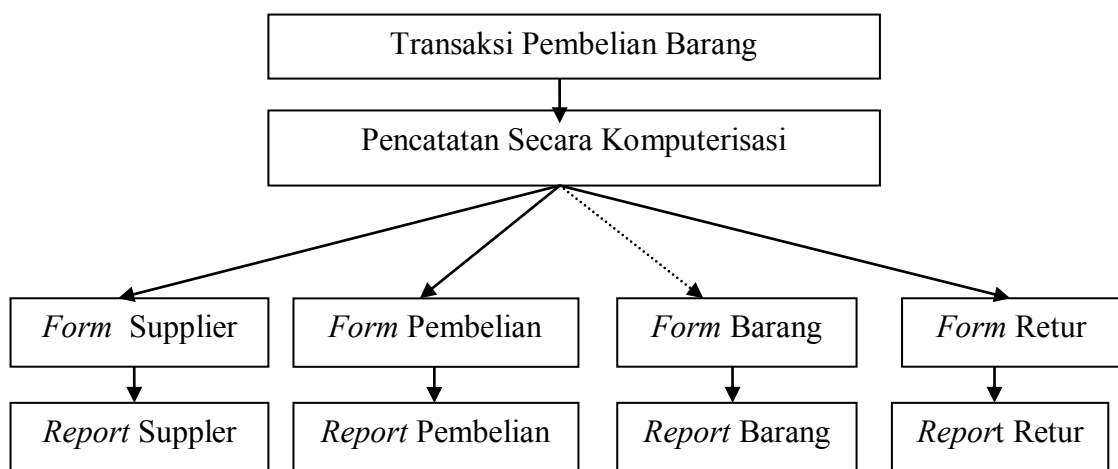 Transaksi Pembelian Barang
Pencatatan Secara Komputerisasi
Form Supplier
Form Pembelian
Form Barang
Form Retur
Report Suppler
Report Pembelian
Report Barang
Report Retur